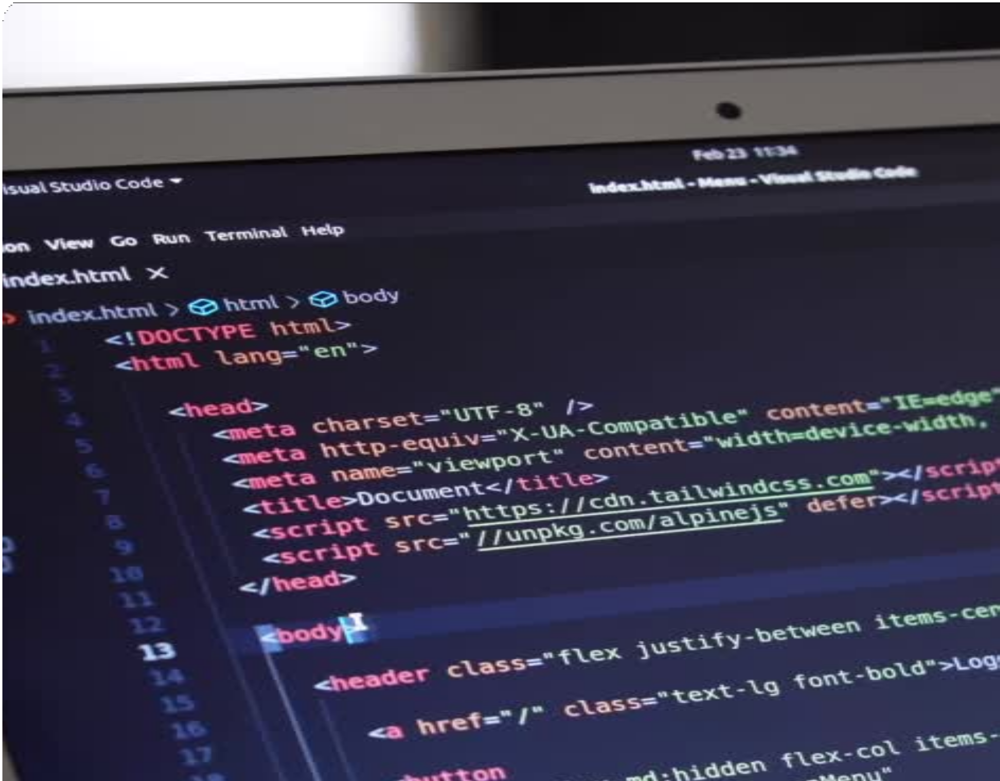 Feb 23 11:34
isual Studio Code
index.html - Menu - Visual Studio Code
on View Go Run Terminal Help
index.html ×
index.html > html > body
1 <!DOCTYPE html>
2 <html lang="en">
3
4 <head>
5 <meta charset="UTF-8" />
6 <meta http-equiv="X-UA-Compatible" content="IE=edge"
7 <meta name="viewport" content="width=device-width,
8 <title>Document</title>
9 <script src="https://cdn.tailwindcss.com"></script
10 <script src="//unpkg.com/alpinejs" defer></script
11 </head>
12
13 <body>
14 <header class="flex justify-between items-cen
15
16 <a href="/" class="text-lg font-bold">Log
17
button
md:hidden flex-col items-
Menu"